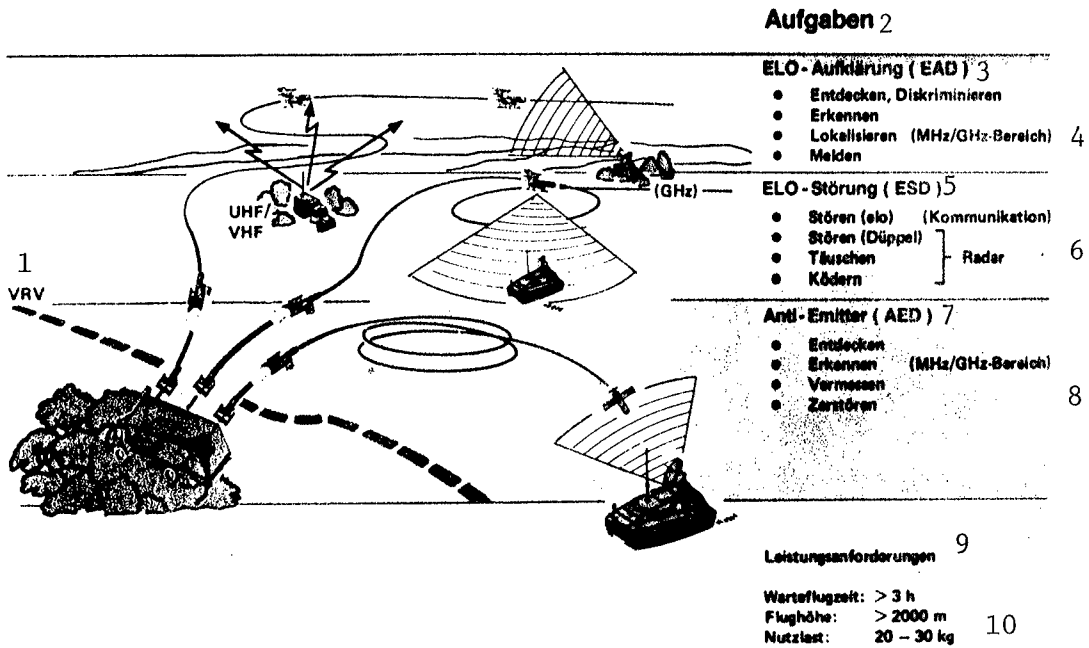 Aufgaben 2
ELO-Aufklärung (EAD) 3
• Entdecken, Diskriminieren
• Erkennen
• Lokalisieren (MHz/GHz-Bereich) 4
• Melden
(GHz)
ELO-Störung (ESD) 5
• Stören (elo) (Kommunikation)
• Stören (Düppel)
• Täuschen
• Ködern
Radar 6
UHF/
VHF
1
VRV
Anti-Emitter (AED) 7
• Entdecken
• Erkennen (MHz/GHz-Bereich)
• Vermessen
• Zerstören
8
Leistungsanforderungen 9
Warteflugzeit: > 3 h
Flughöhe: > 2000 m
Nutzlast: 20 – 30 kg
10